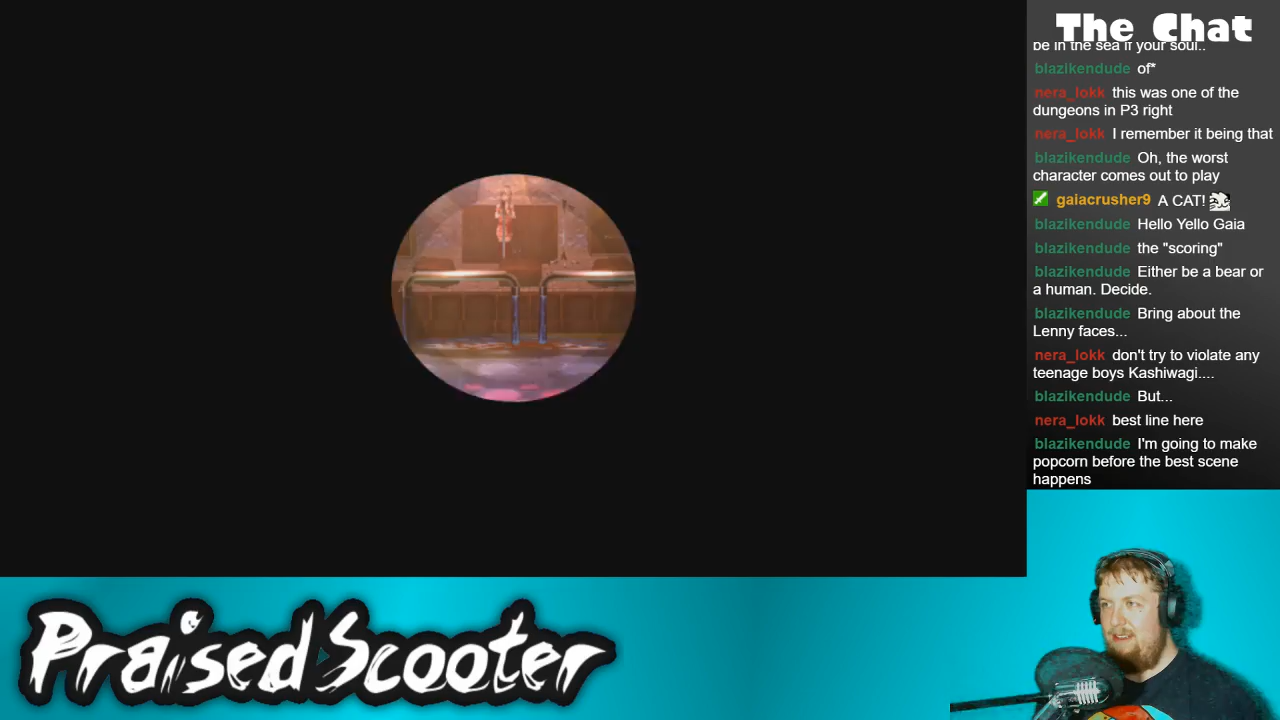 The Chat
be in the sea if your soul..
blazikendude of*
nera_lokk this was one of the
dungeons in P3 right
nera_lokk I remember it being that
blazikendude Oh, the worst
character comes out to play
gaiacrusher9 A CAT!
blazikendude Hello Yello Gaia
blazikendude the "scoring"
blazikendude Either be a bear or
a human. Decide.
blazikendude Bring about the
Lenny faces...
nera_lokk don't try to violate any
teenage boys Kashiwagi....
blazikendude But...
nera_lokk best line here
blazikendude I'm going to make
popcorn before the best scene
happens
PraisedScooter